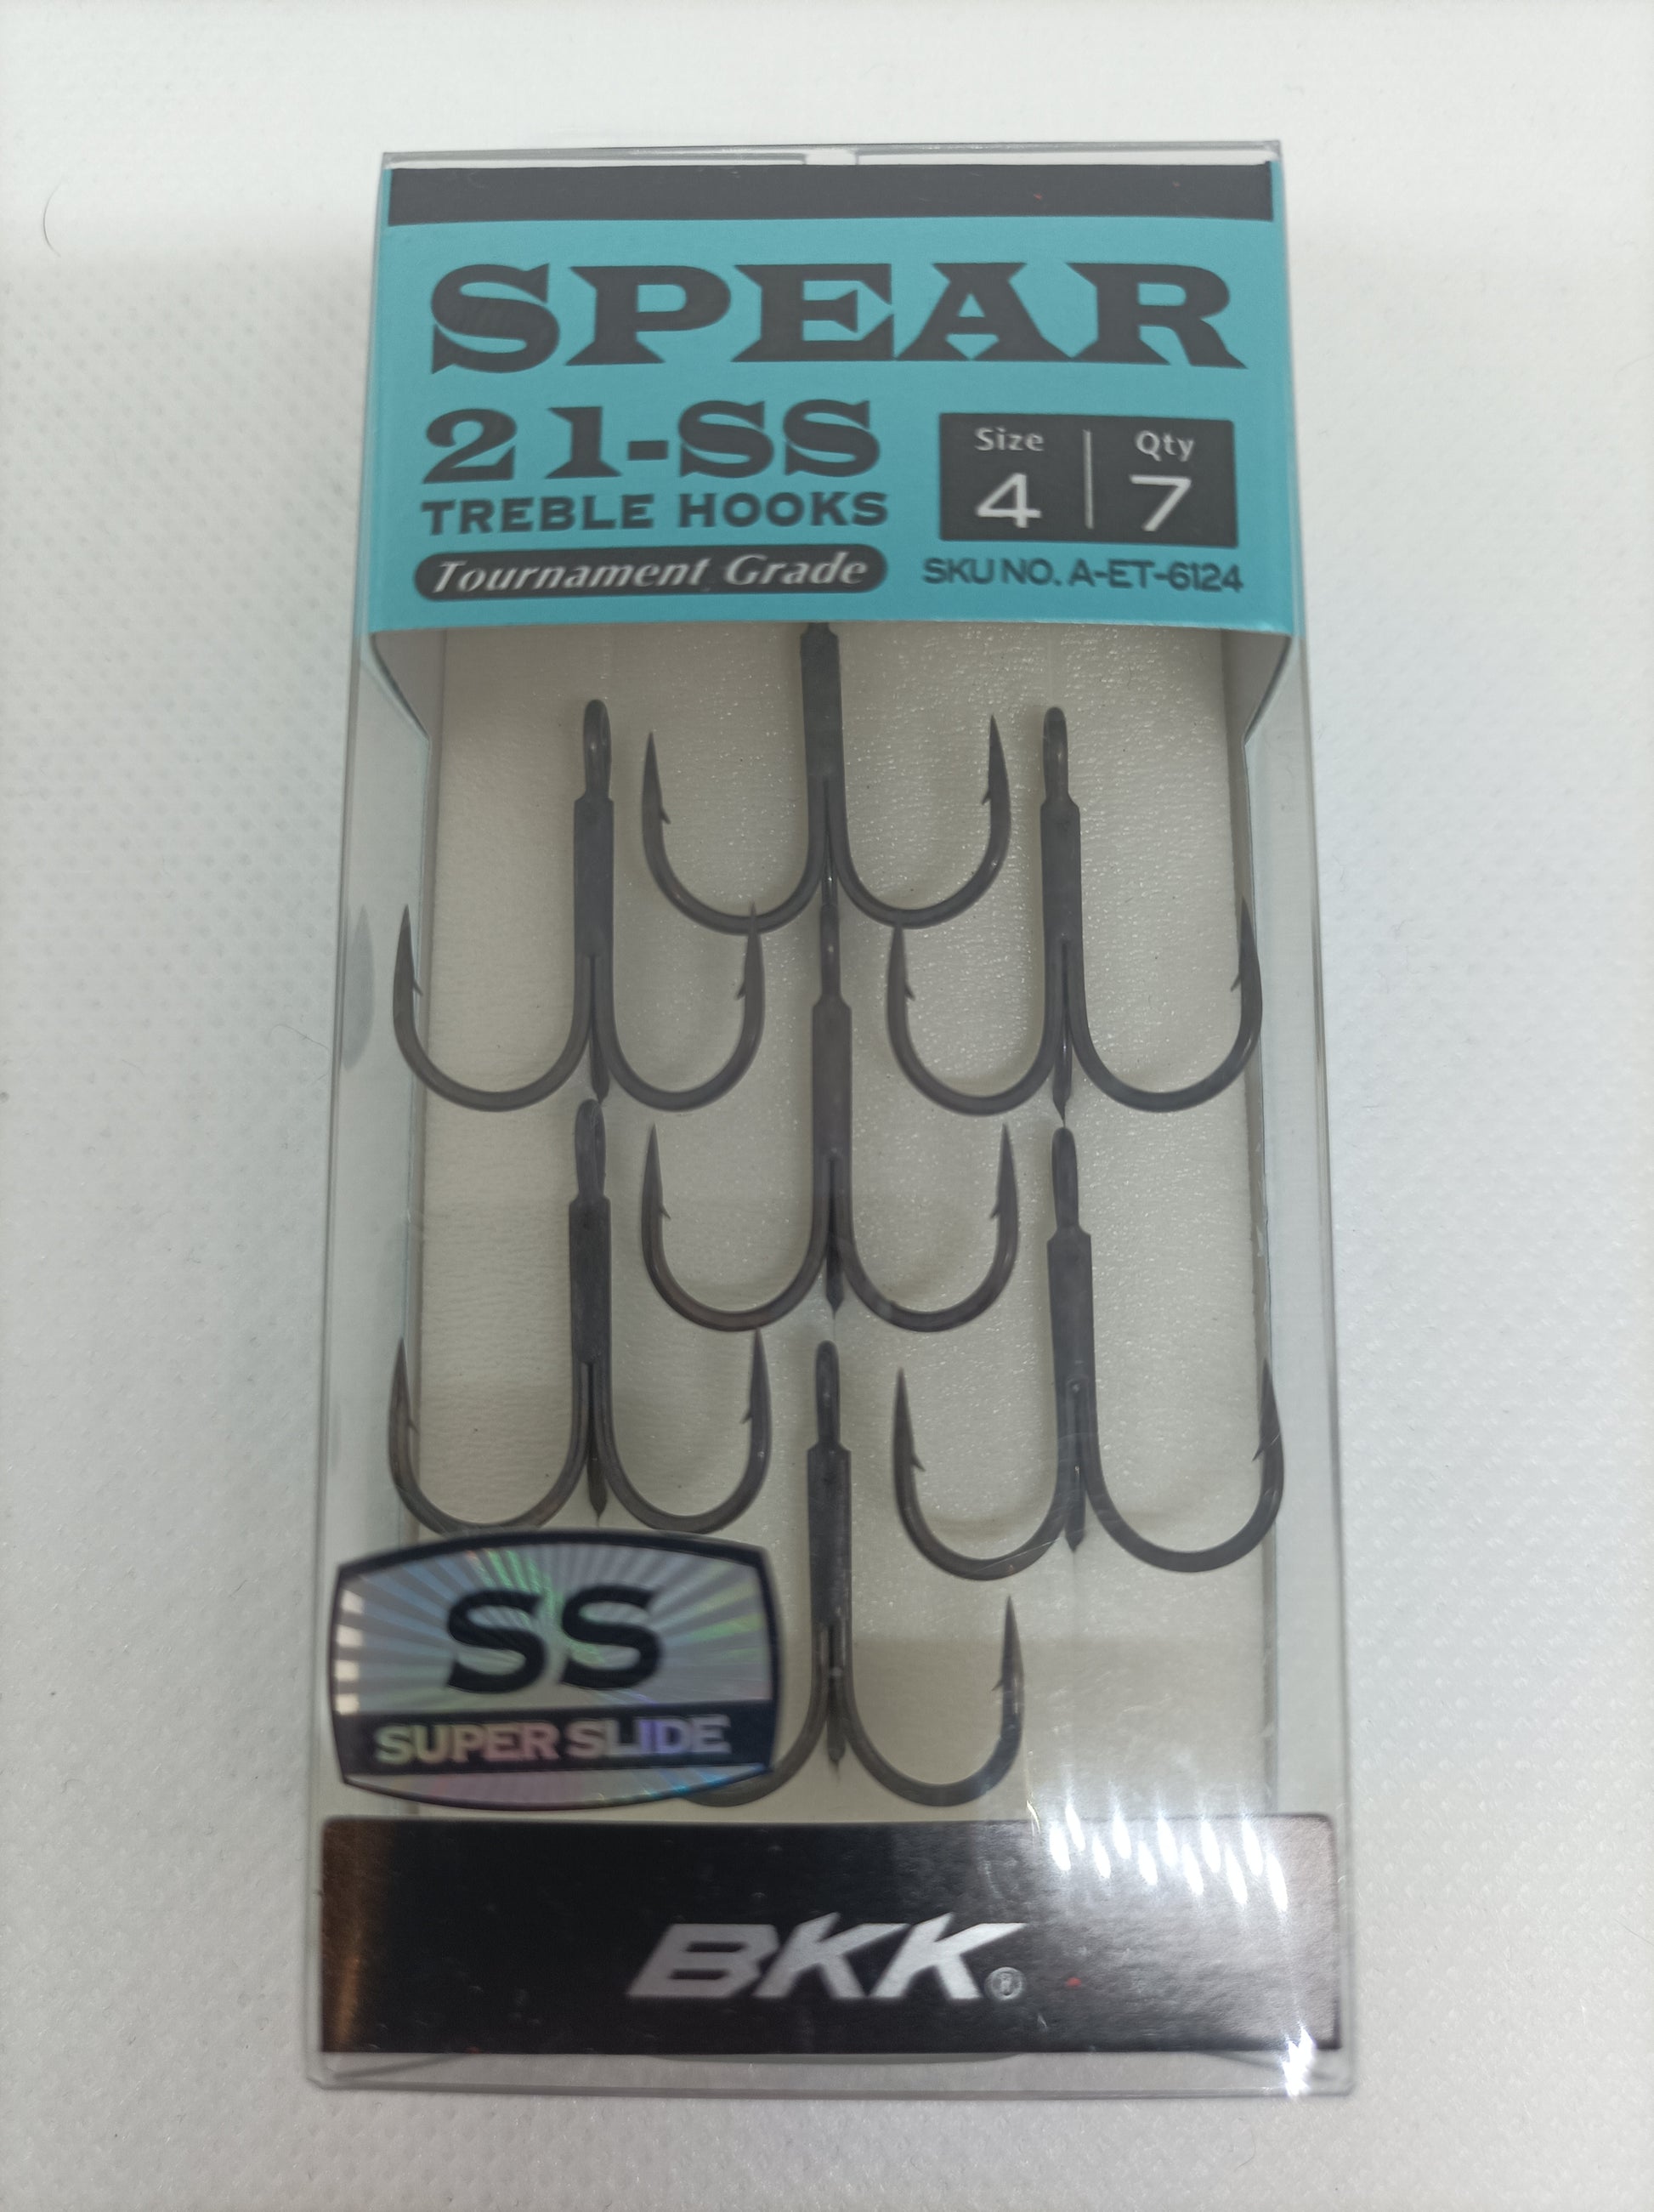 SPEAR
21-SS
TREBLE HOOKS
Tournament Grade
Size Qty
4 7
SKU NO. A-ET-6124
SS
SUPER SLIDE
BKK®